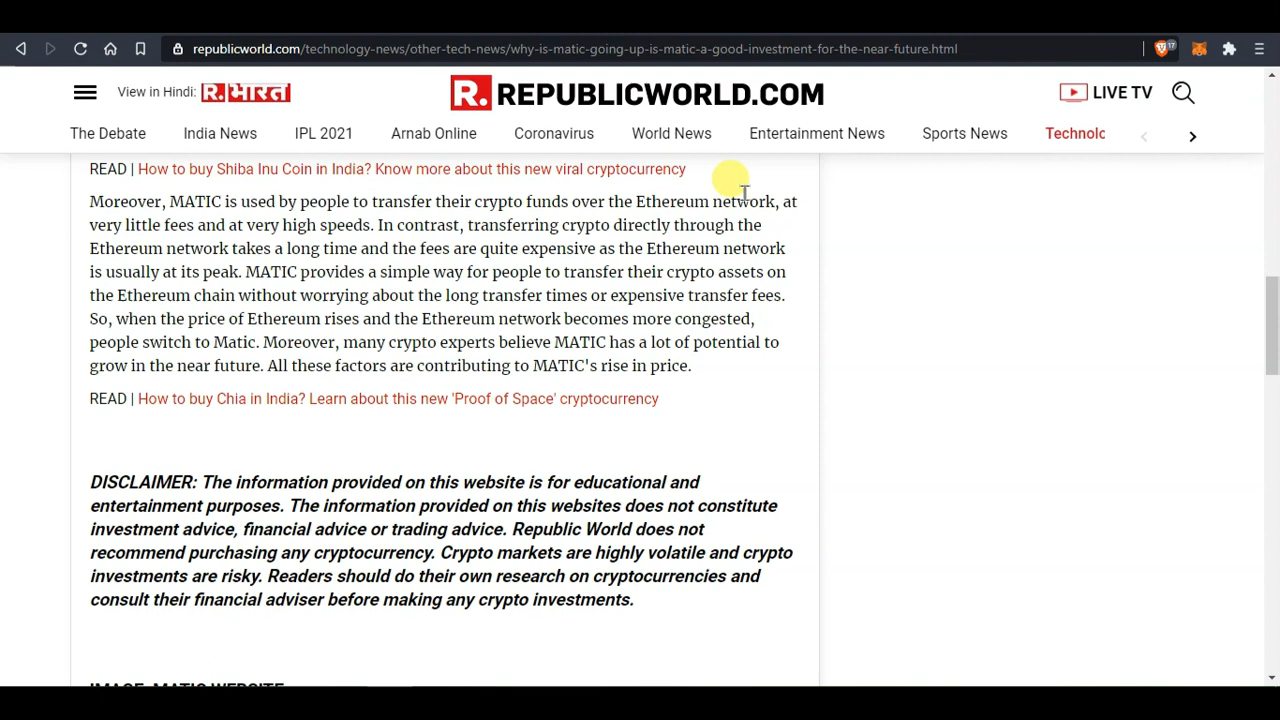 republicworld.com/technology-news/other-tech-news/why-is-matic-going-up-is-matic-a-good-investment-for-the-near-future.html
17
View in Hindi: R. भारत
R. REPUBLICWORLD.COM
LIVE TV
The Debate India News IPL 2021 Arnab Online Coronavirus World News Entertainment News Sports News Technolo
READ | How to buy Shiba Inu Coin in India? Know more about this new viral cryptocurrency
Moreover, MATIC is used by people to transfer their crypto funds over the Ethereum network, at
very little fees and at very high speeds. In contrast, transferring crypto directly through the
Ethereum network takes a long time and the fees are quite expensive as the Ethereum network
is usually at its peak. MATIC provides a simple way for people to transfer their crypto assets on
the Ethereum chain without worrying about the long transfer times or expensive transfer fees.
So, when the price of Ethereum rises and the Ethereum network becomes more congested,
people switch to Matic. Moreover, many crypto experts believe MATIC has a lot of potential to
grow in the near future. All these factors are contributing to MATIC's rise in price.
READ | How to buy Chia in India? Learn about this new 'Proof of Space' cryptocurrency
DISCLAIMER: The information provided on this website is for educational and
entertainment purposes. The information provided on this websites does not constitute
investment advice, financial advice or trading advice. Republic World does not
recommend purchasing any cryptocurrency. Crypto markets are highly volatile and crypto
investments are risky. Readers should do their own research on cryptocurrencies and
consult their financial adviser before making any crypto investments.
IMAGE: MATIC WEBSITE